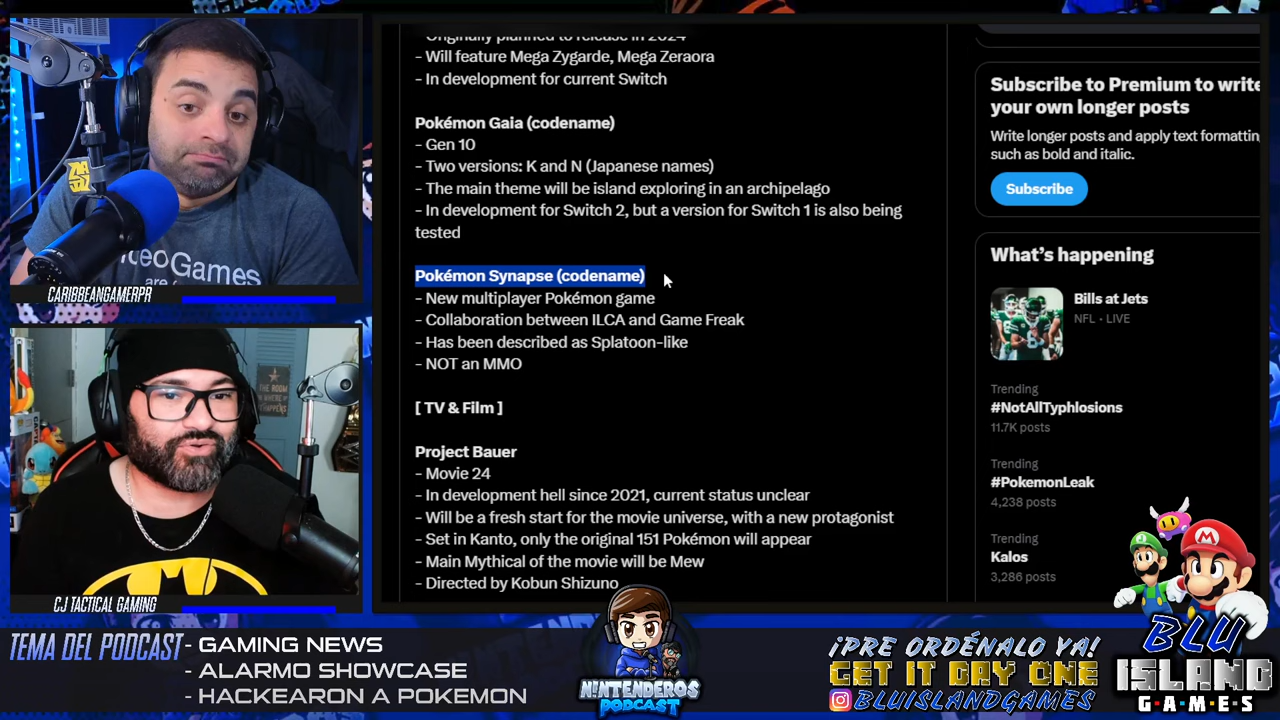 - Originally planned to release in 2024
- Will feature Mega Zygarde, Mega Zeraora
- In development for current Switch
Pokémon Gaia (codename)
- Gen 10
- Two versions: K and N (Japanese names)
- The main theme will be island exploring in an archipelago
- In development for Switch 2, but a version for Switch 1 is also being
tested
Pokémon Synapse (codename)
- New multiplayer Pokémon game
- Collaboration between ILCA and Game Freak
- Has been described as Splatoon-like
- NOT an MMO
[ TV & Film ]
Project Bauer
- Movie 24
- In development hell since 2021, current status unclear
- Will be a fresh start for the movie universe, with a new protagonist
- Set in Kanto, only the original 151 Pokémon will appear
- Main Mythical of the movie will be Mew
- Directed by Kobun Shizuno
Subscribe to Premium to write
your own longer posts
Write longer posts and apply text formatting
such as bold and italic.
Subscribe
What's happening
Bills at Jets
NFL · LIVE
Trending
#NotAllTyphlosions
11.7K posts
Trending
#PokemonLeak
4,238 posts
Trending
Kalos
3,286 posts
CARIBBEANGAMERPR
CJ TACTICAL GAMING
TEMA DEL PODCAST - GAMING NEWS
- ALARMO SHOWCASE
- HACKEARON A POKEMON
NINTENDEROS
PODCAST
¡PRE ORDÉNALO YA!
GET IT DAY ONE
BLUISLANDGAMES
BLU
ISLAND
G·A·M·E·S